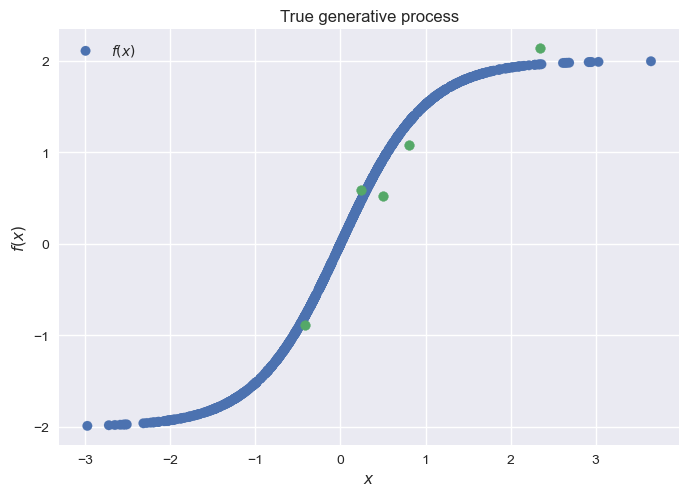 True generative process
f(x)
f(x)
2
1
0
−1
−2
−3 −2 −1 0 1 2 3
x